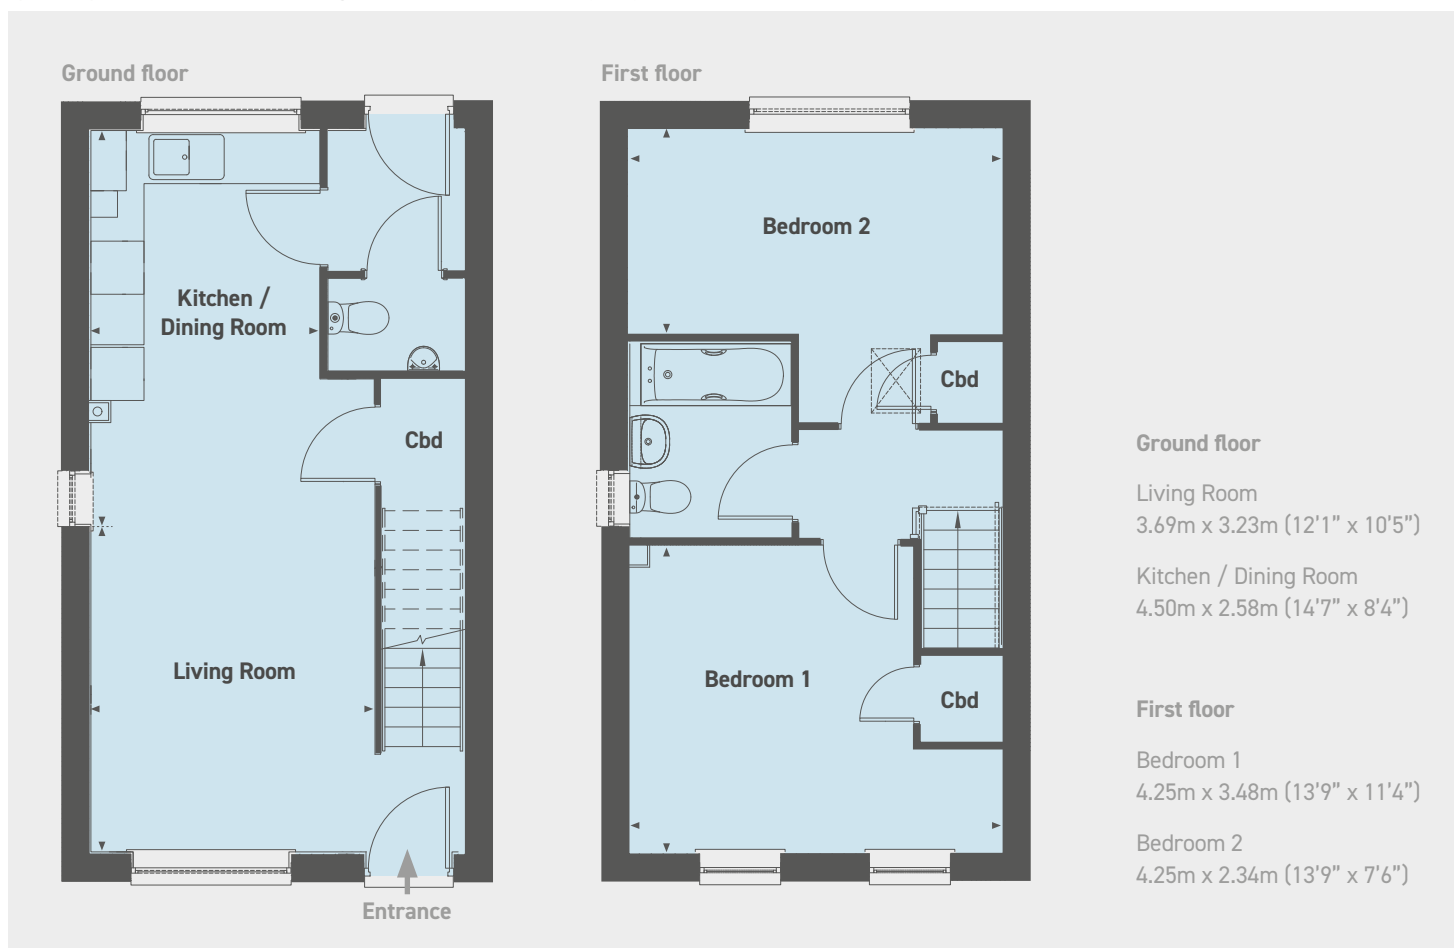 Ground floor
First floor
Kitchen /
Dining Room
Cbd
Living Room
Entrance
Bedroom 2
Cbd
Bedroom 1
Cbd
Ground floor
Living Room
3.69m x 3.23m (12’1” x 10’5”)
Kitchen / Dining Room
4.50m x 2.58m (14’7” x 8’4”)
First floor
Bedroom 1
4.25m x 3.48m (13’9” x 11’4”)
Bedroom 2
4.25m x 2.34m (13’9” x 7’6”)